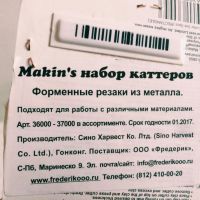 Makin's набор каттеров
Форменные резаки из металла.
Подходят для работы с различными материалами.
Арт. 36000 - 37000 в ассортименте. Срок годности 01.2017.
Производитель: Сино Харвест Ко. Лтд. (Sino Harvest
Co. Ltd.), Гонконг. Поставщик: ООО «Фредерик»,
С-Пб, Маринеско 9. Эл. почта/сайт: info@frederikooo.ru
www.frederikooo.ru. Телефон: (812) 410-00-20